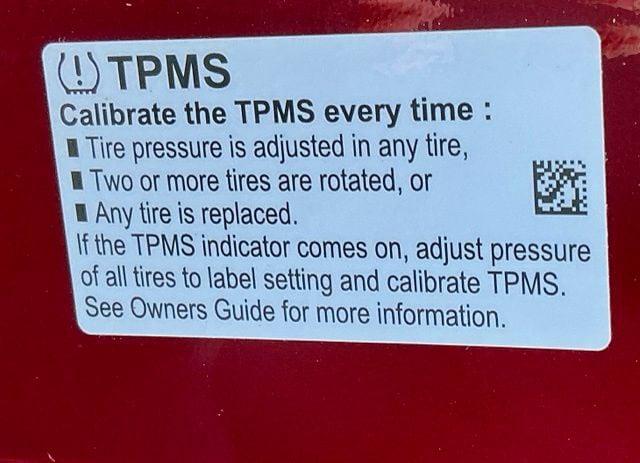 TPMS
Calibrate the TPMS every time :
Tire pressure is adjusted in any tire,
Two or more tires are rotated, or
Any tire is replaced.
If the TPMS indicator comes on, adjust pressure
of all tires to label setting and calibrate TPMS.
See Owners Guide for more information.